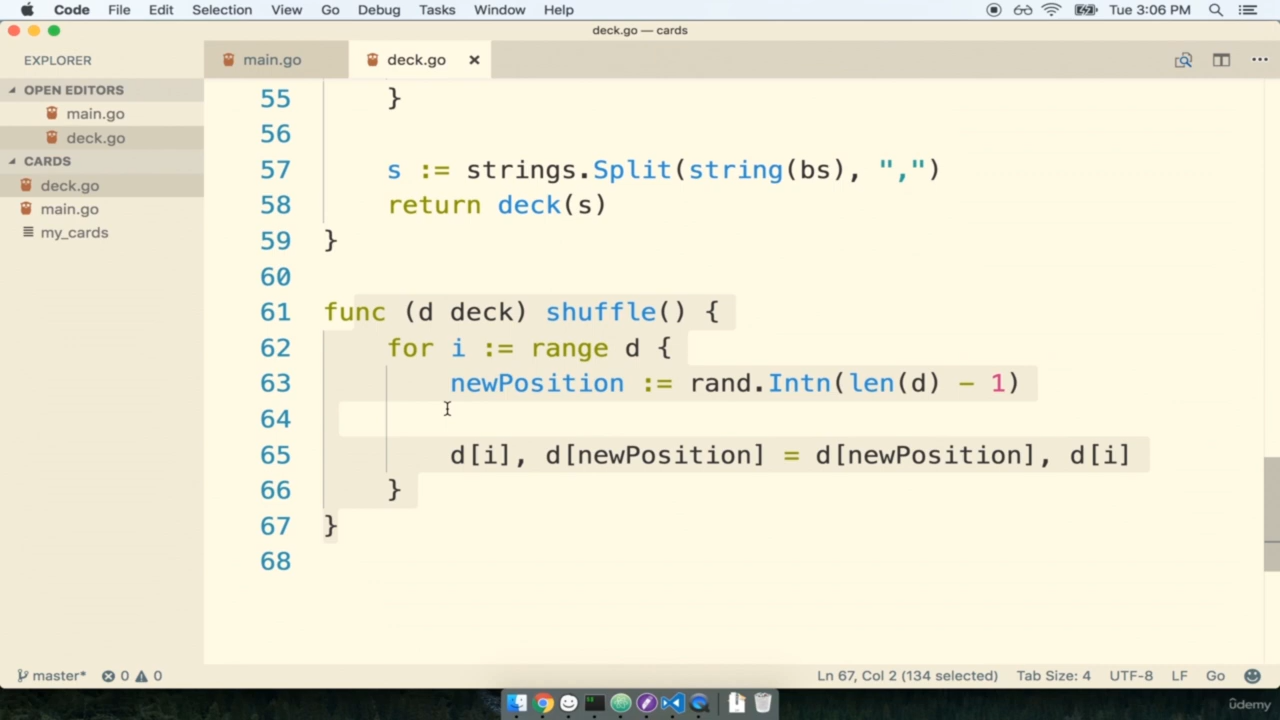 Code File Edit Selection View Go Debug Tasks Window Help Tue 3:06 PM
deck.go — cards
EXPLORER
main.go deck.go ×
OPEN EDITORS
main.go
deck.go
CARDS
deck.go
main.go
my_cards
55 }
56
57 s := strings.Split(string(bs), ",")
58 return deck(s)
59 }
60
61 func (d deck) shuffle() {
62 for i := range d {
63 newPosition := rand.Intn(len(d) - 1)
64
65 d[i], d[newPosition] = d[newPosition], d[i]
66 }
67 }
68
master* 0 0 Ln 67, Col 2 (134 selected) Tab Size: 4 UTF-8 LF Go
ûdemy